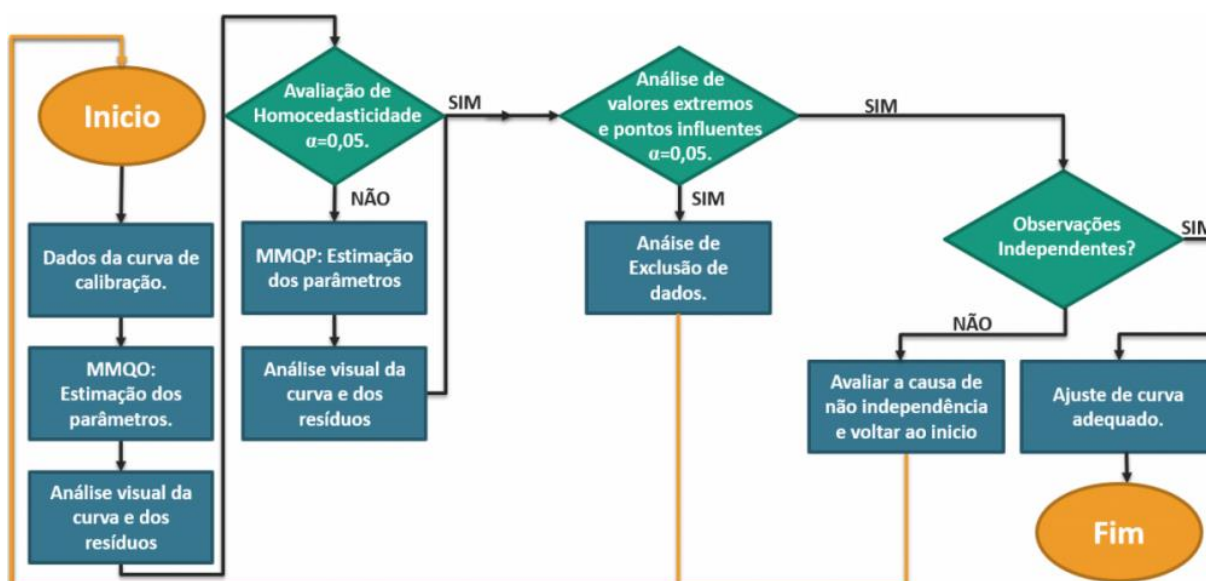 Inicio
Dados da curva de
calibração.
MMQO:
Estimação dos
parâmetros.
Análise visual da
curva e dos
resíduos
Avaliação de
Homocedasticidade
α=0,05.
SIM
NÃO
MMQP: Estimação
dos parâmetros
Análise visual da
curva e dos
resíduos
Análise de
valores extremos
e pontos influentes
α=0,05.
SIM
SIM
Anáise de
Exclusão de
dados.
Observações
Independentes?
SIM
NÃO
Avaliar a causa de
não independência
e voltar ao inicio
Ajuste de curva
adequado.
Fim